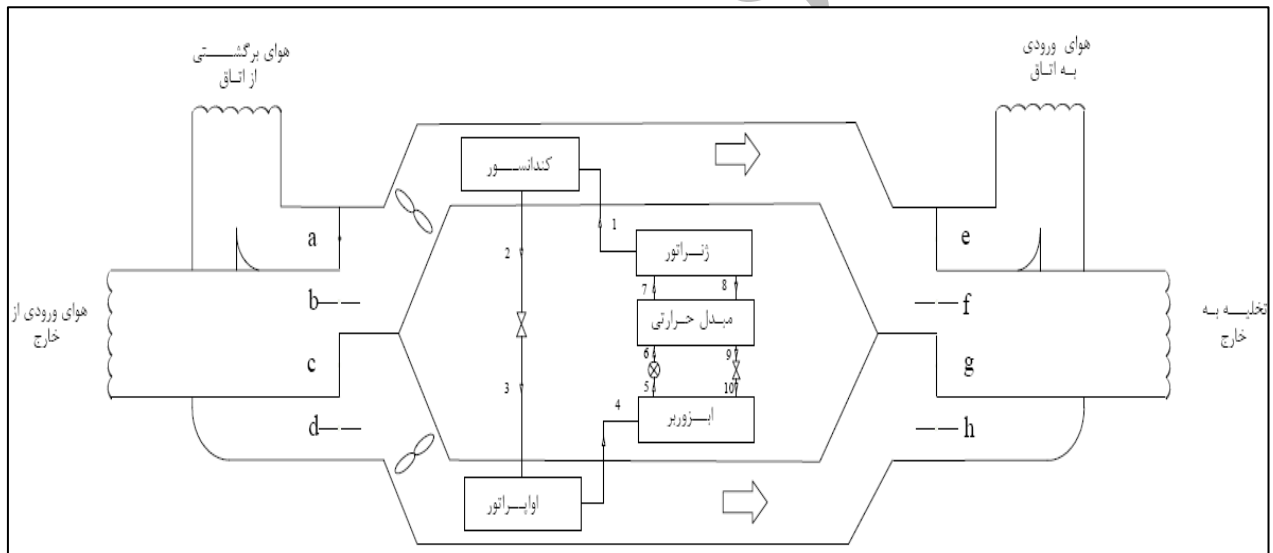 هوای برگشتی
از اتاق
هوای ورودی
به اتاق
کندانسور
a
1
e
2
ژنراتور
7
8
هوای ورودی از
خارج
b
مبدل حرارتی
f
تخلیه به
خارج
c
6
9
g
3
5
10
4
ابزوربر
d
h
اواپراتور